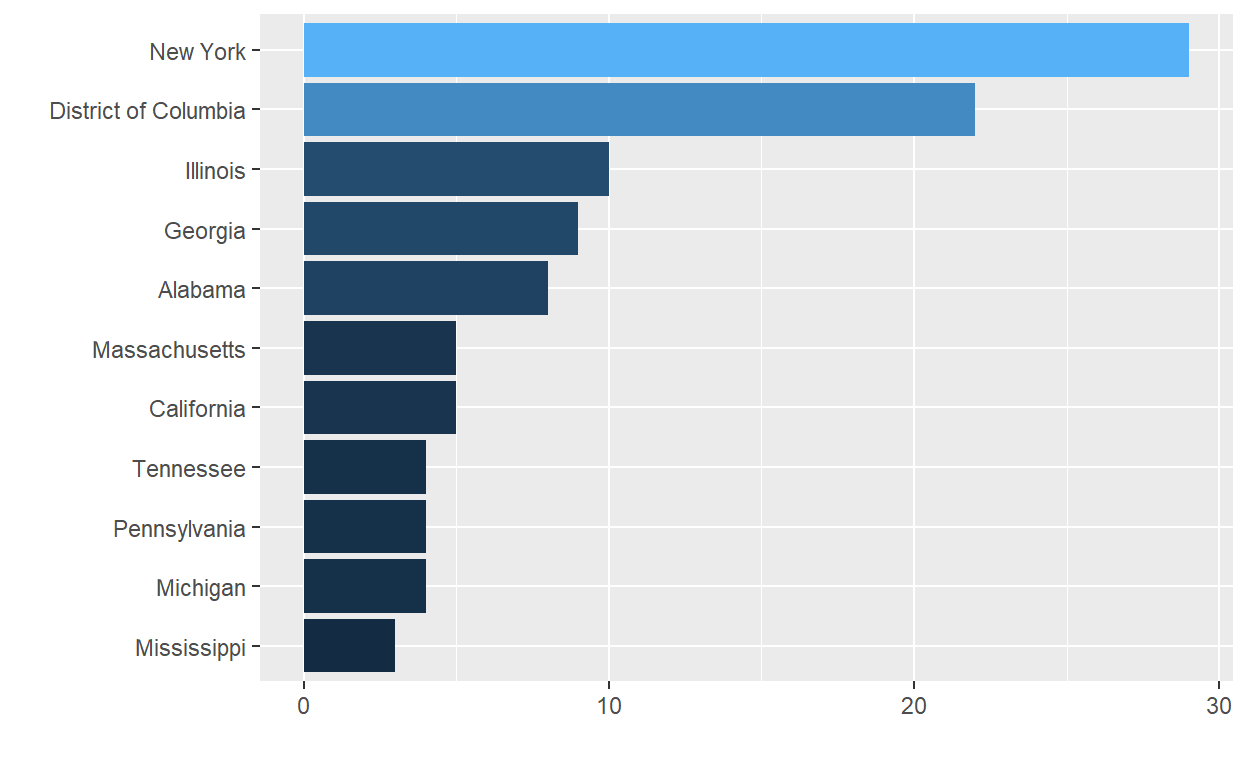 New York
District of Columbia
Illinois
Georgia
Alabama
Massachusetts
California
Tennessee
Pennsylvania
Michigan
Mississippi
0 10 20 30